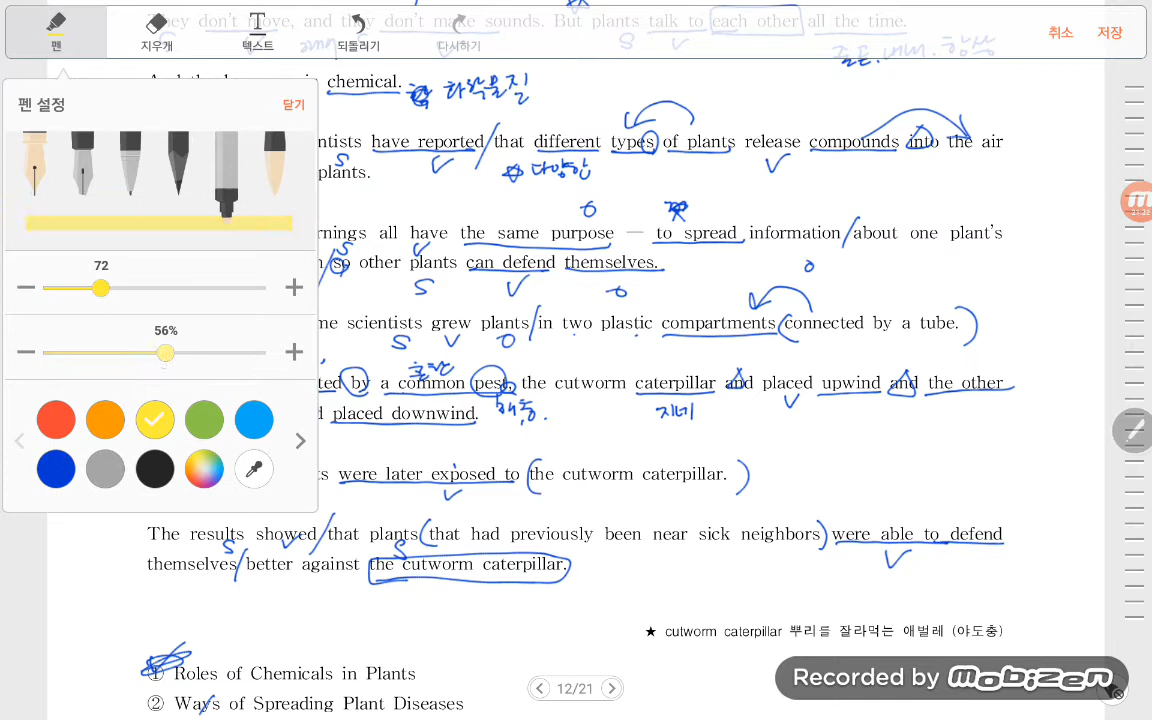 They don't move, and they don't make sounds. But plants talk to each other all the time.
펜
지우개
텍스트
되돌리기
다시하기
취소
저장
모든. 내내. 항상
chemical.
화학물질
펜 설정
닫기
ntists have reported that different types of plants release compounds into the air
S V 다양한 V
plants.
72
56%
rnings all have the same purpose — to spread information about one plant's
so other plants can defend themselves.
S V O
me scientists grew plants in two plastic compartments (connected by a tube.)
S V O
ted by a common pest, the cutworm caterpillar and placed upwind and the other
해충. V
d placed downwind.
ts were later exposed to (the cutworm caterpillar.)
V
The results showed that plants (that had previously been near sick neighbors) were able to defend
S V S V
themselves better against the cutworm caterpillar.
★ cutworm caterpillar 뿌리를 잘라먹는 애벌레 (야도충)
① Roles of Chemicals in Plants
② Ways of Spreading Plant Diseases
12/21
Recorded by MOBIZEN